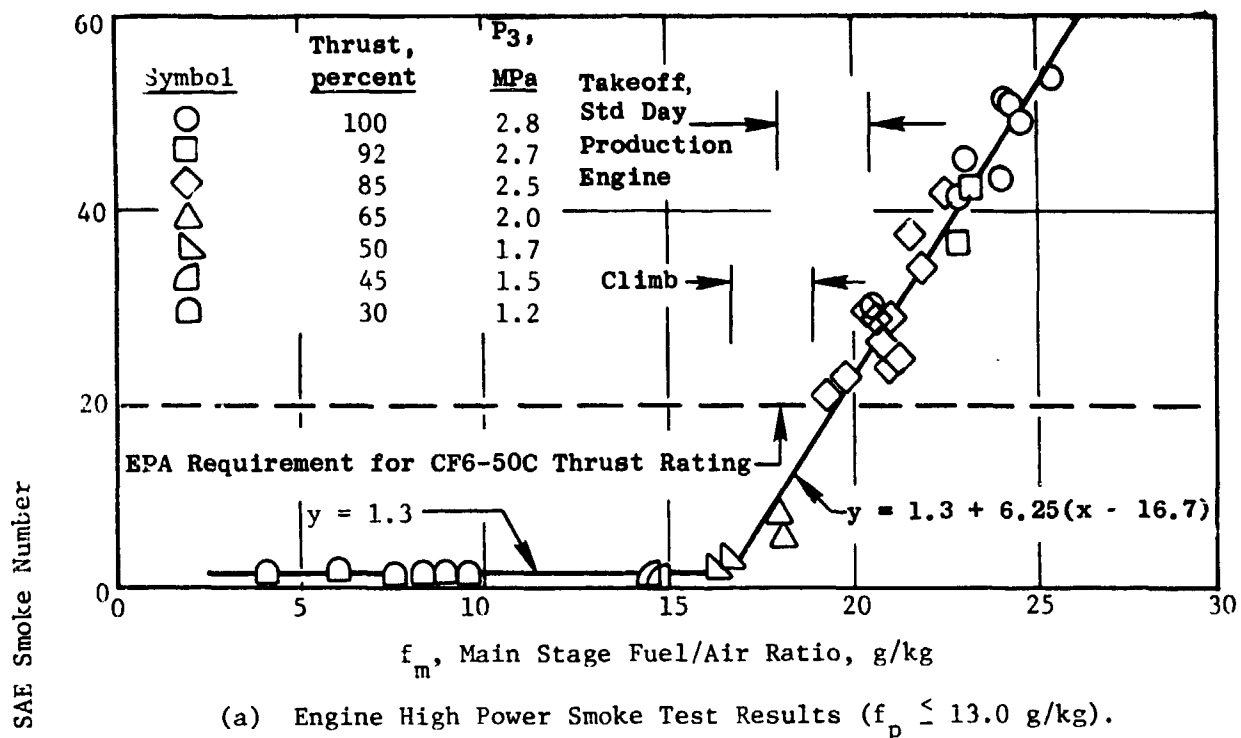 60
40
20
0
SAE Smoke Number
Symbol
Thrust,
percent
P3,
MPa
100 2.8
92 2.7
85 2.5
65 2.0
50 1.7
45 1.5
30 1.2
Takeoff,
Std Day
Production
Engine
Climb
EPA Requirement for CF6-50C Thrust Rating
y = 1.3
y = 1.3 + 6.25(x - 16.7)
0 5 10 15 20 25 30
fm, Main Stage Fuel/Air Ratio, g/kg
(a) Engine High Power Smoke Test Results (fp ≤ 13.0 g/kg).